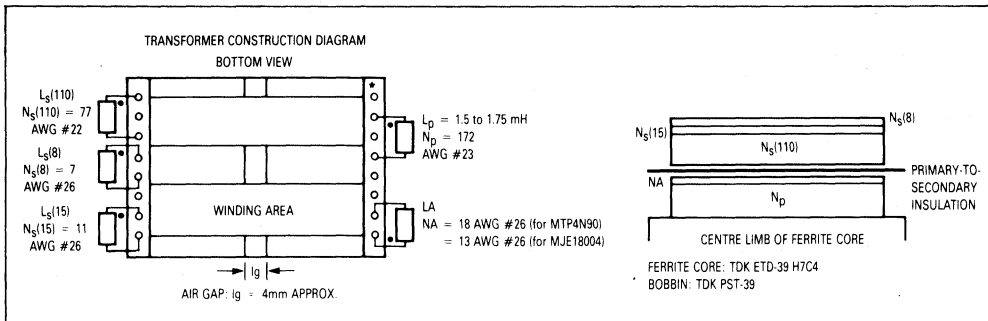 TRANSFORMER CONSTRUCTION DIAGRAM
BOTTOM VIEW
Ls(110)
Ns(110) = 77
AWG #22
Ls(8)
Ns(8) = 7
AWG #26
Ls(15)
Ns(15) = 11
AWG #26
WINDING AREA
*
Lp = 1.5 to 1.75 mH
Np = 172
AWG #23
LA
NA = 18 AWG #26 (for MTP4N90)
= 13 AWG #26 (for MJE18004)
lg
AIR GAP: lg = 4mm APPROX.
Ns(8)
Ns(15)
Ns(110)
NA
PRIMARY-TO-
SECONDARY
INSULATION
Np
CENTRE LIMB OF FERRITE CORE
FERRITE CORE: TDK ETD-39 H7C4
BOBBIN: TDK PST-39